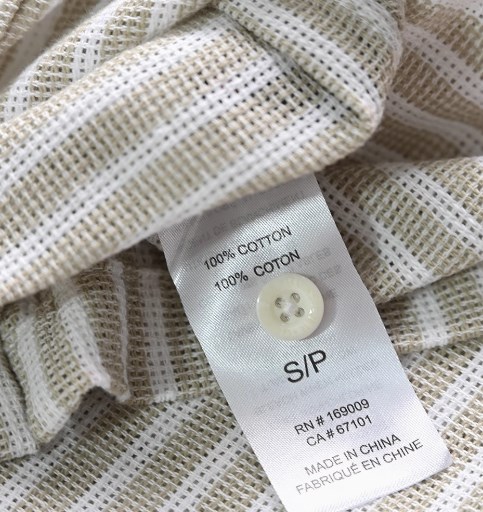 100% COTTON
100% COTON
S/P
RN # 169009
CA # 67101
MADE IN CHINA
FABRIQUÉ EN CHINE